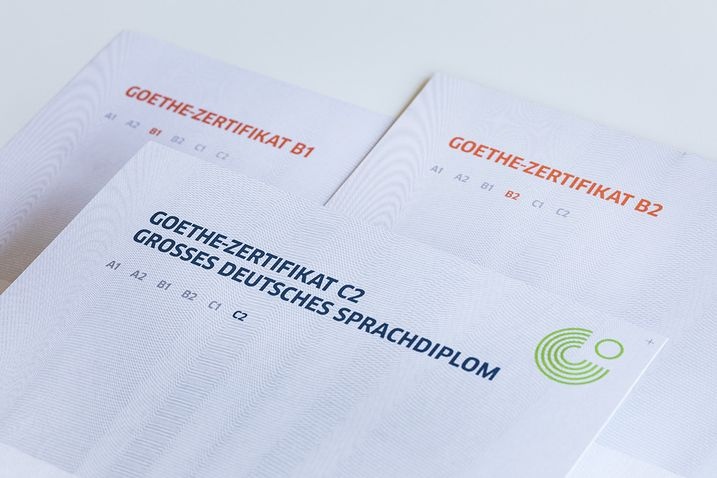 GOETHE-ZERTIFIKAT B1
A1 A2 B1 B2 C1 C2
GOETHE-ZERTIFIKAT B2
A1 A2 B1 B2 C1 C2
GOETHE-ZERTIFIKAT C2
GROSSES DEUTSCHES SPRACHDIPLOM
A1 A2 B1 B2 C1 C2